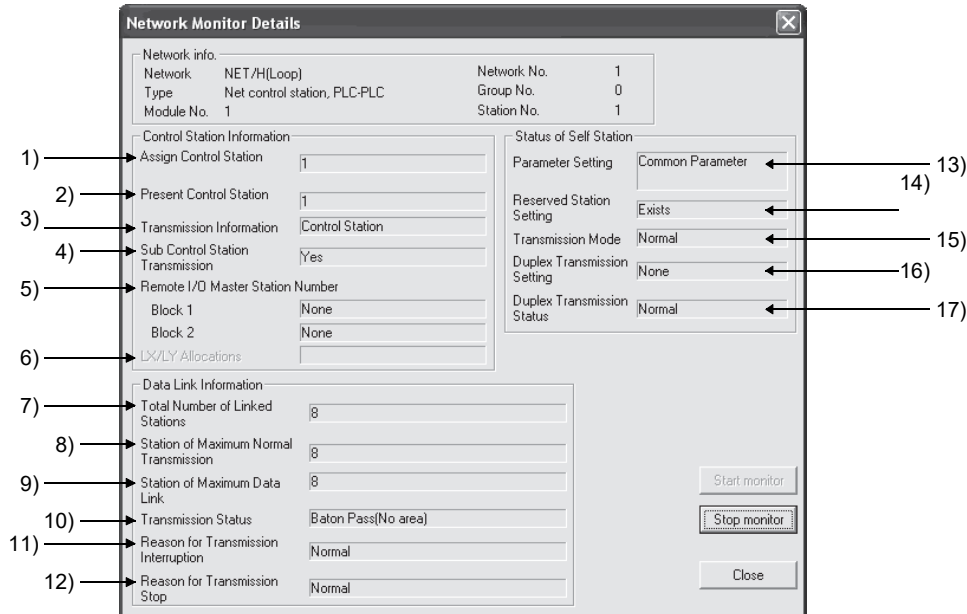 Network Monitor Details
Network info.
Network NET/H(Loop) Network No. 1
Type Net control station, PLC-PLC Group No. 0
Module No. 1 Station No. 1
Control Station Information
1) Assign Control Station 1
2) Present Control Station 1
3) Transmission Information Control Station
4) Sub Control Station
Transmission Yes
5) Remote I/O Master Station Number
Block 1 None
Block 2 None
6) LX/LY Allocations
Status of Self Station
Parameter Setting Common Parameter 13)
14)
Reserved Station
Setting Exists
Transmission Mode Normal 15)
Duplex Transmission
Setting None 16)
Duplex Transmission
Status Normal 17)
Data Link Information
7) Total Number of Linked
Stations 8
8) Station of Maximum Normal
Transmission 8
9) Station of Maximum Data
Link 8
10) Transmission Status Baton Pass(No area)
11) Reason for Transmission
Interruption Normal
12) Reason for Transmission
Stop Normal
Start monitor
Stop monitor
Close